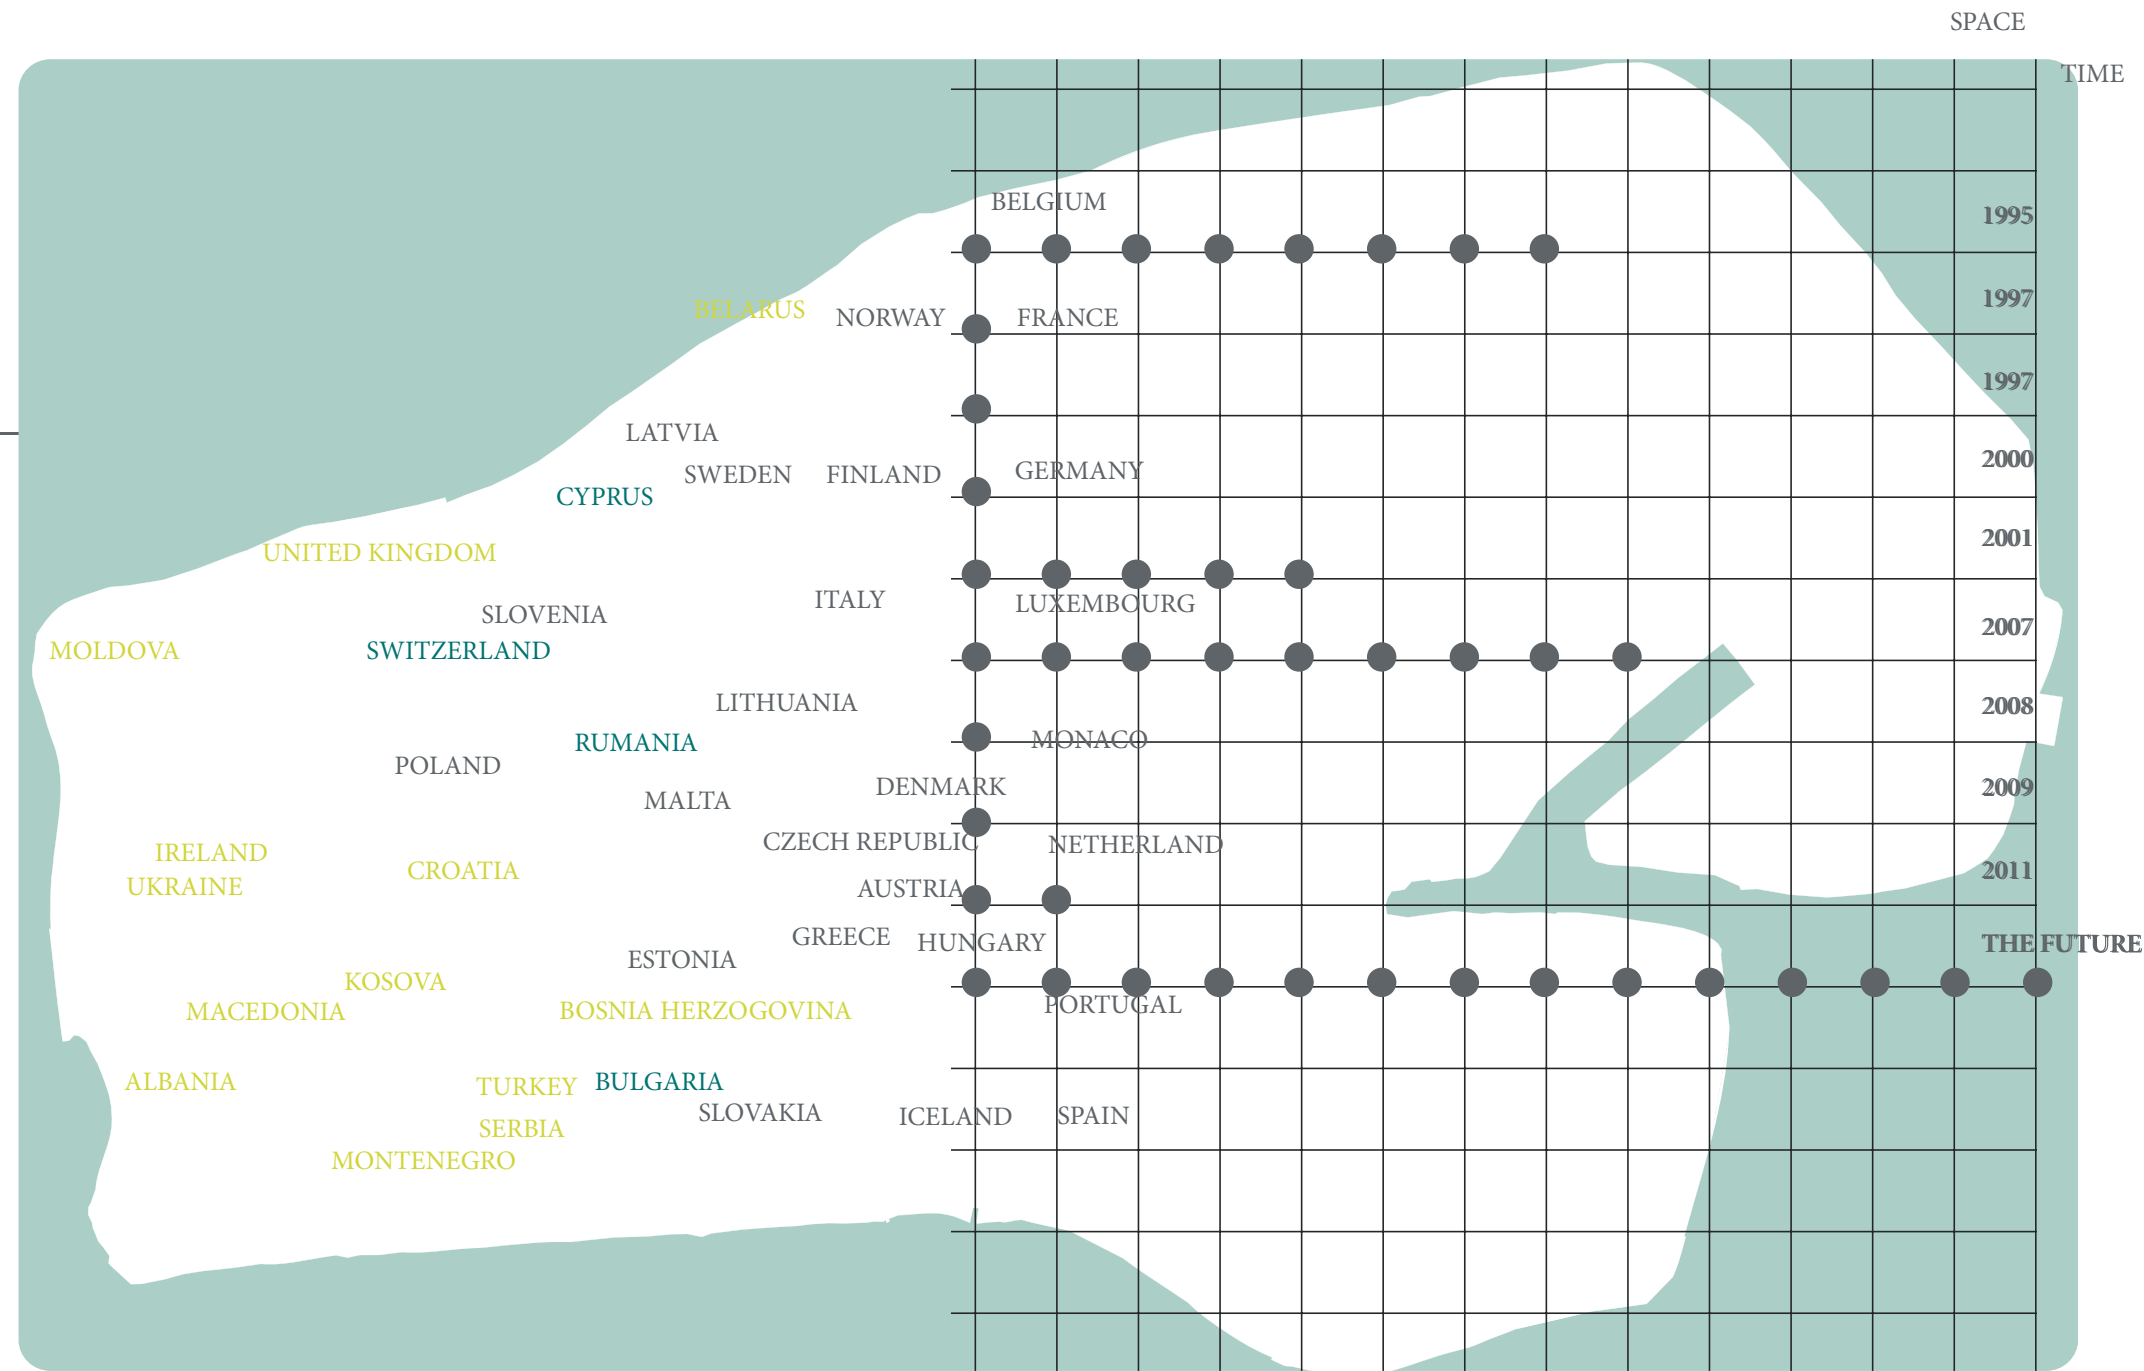 SPACE
TIME
BELGIUM
1995
1997
BELARUS
NORWAY FRANCE
1997
LATVIA
2000
SWEDEN FINLAND GERMANY
CYPRUS
2001
UNITED KINGDOM
ITALY LUXEMBOURG
SLOVENIA
2007
MOLDOVA SWITZERLAND
LITHUANIA
2008
RUMANIA MONACO
POLAND
DENMARK
2009
MALTA
CZECH REPUBLIC NETHERLAND
IRELAND
CROATIA
2011
UKRAINE AUSTRIA
GREECE HUNGARY
THE FUTURE
ESTONIA
KOSOVA
MACEDONIA BOSNIA HERZOGOVINA PORTUGAL
ALBANIA TURKEY BULGARIA
SLOVAKIA ICELAND SPAIN
SERBIA
MONTENEGRO